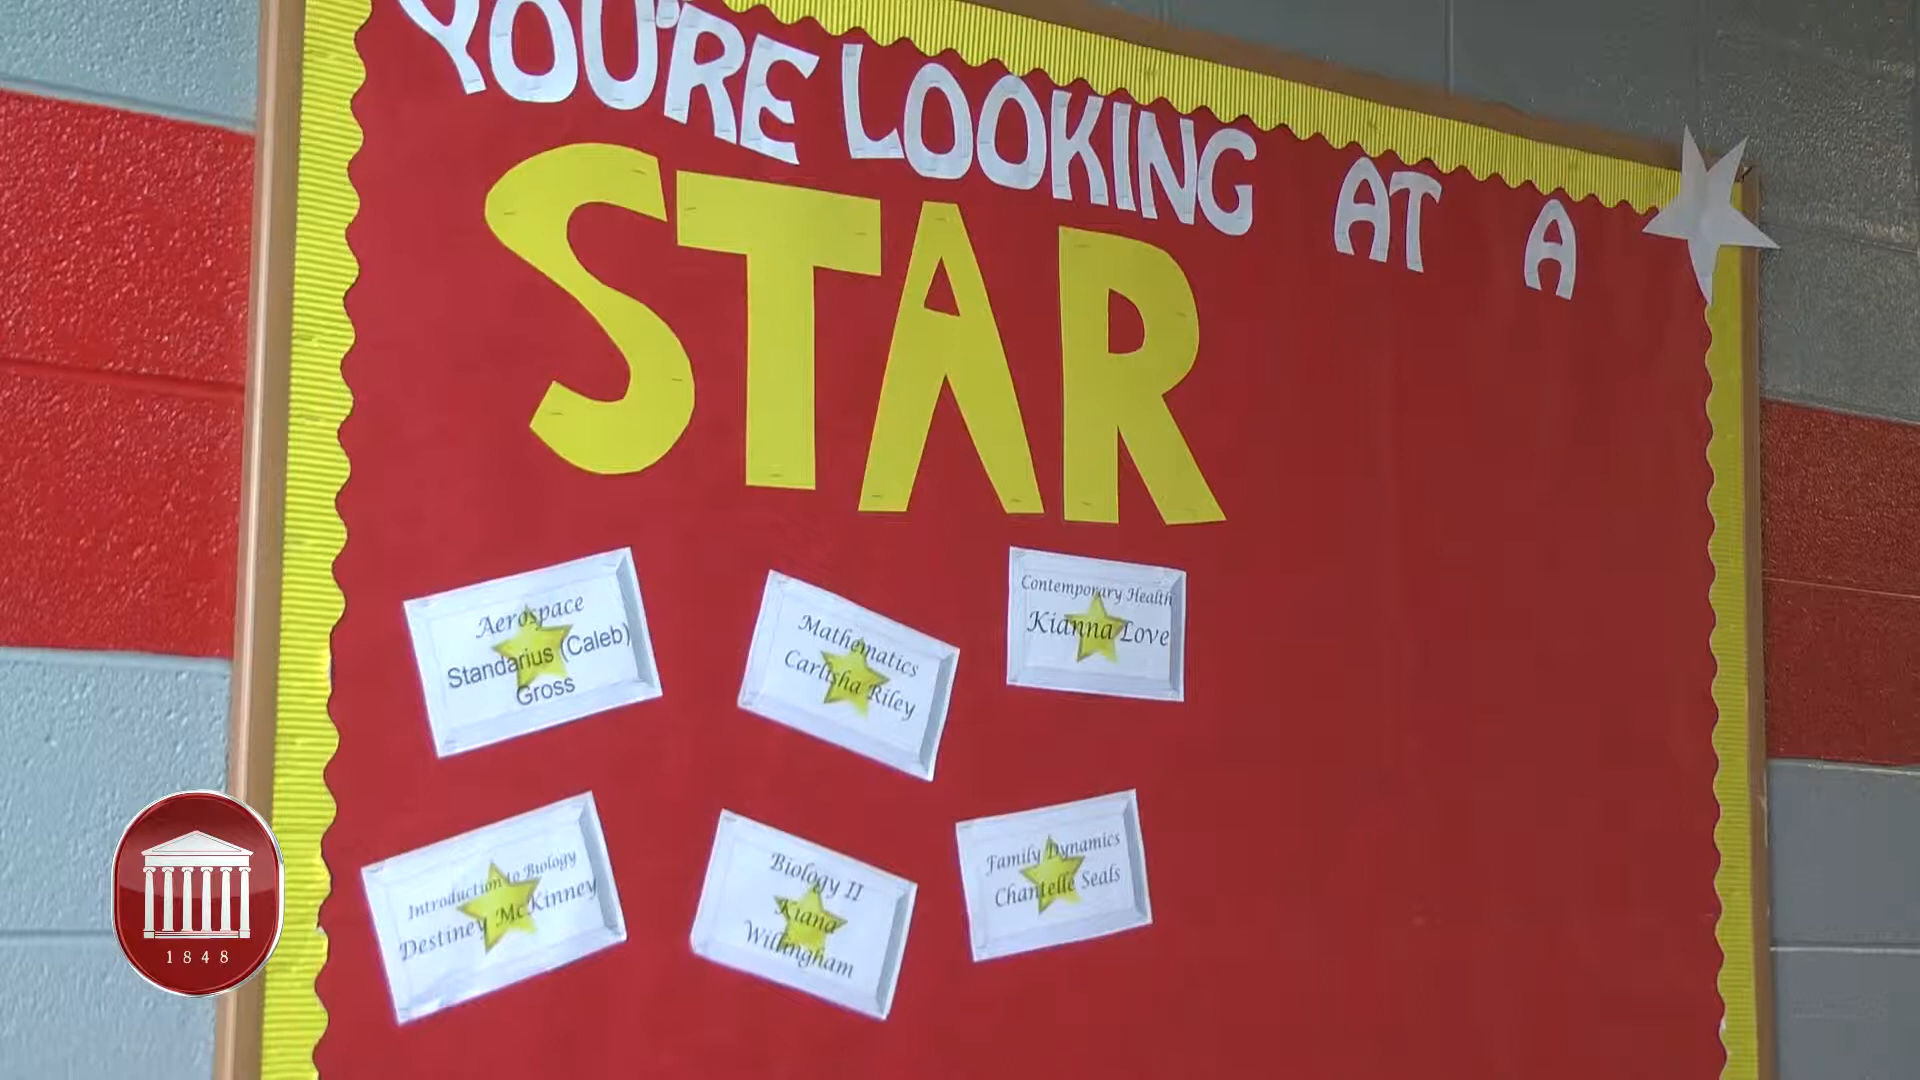 YOU'RE LOOKING AT A
STAR
Aerospace
Standarius (Caleb)
Gross
Mathematics
Carlisha Riley
Contemporary Health
Kianna Love
Introduction to Biology
Destiney McKinney
Biology II
Kiana
Willingham
Family Dynamics
Chantelle Seals
1848